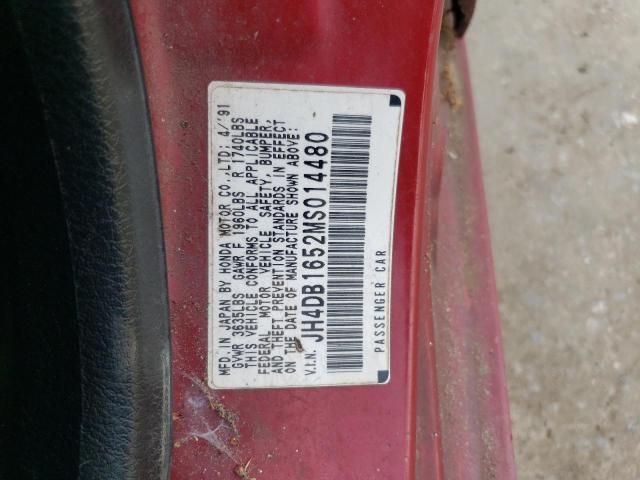 MFD. IN JAPAN BY HONDA MOTOR CO., LTD. 4/'91
GVWR 3635LBS GAWR F 1960LBS R 1740LBS
THIS VEHICLE CONFORMS TO ALL APPLICABLE
FEDERAL MOTOR VEHICLE SAFETY, BUMPER,
AND THEFT PREVENTION STANDARDS IN EFFECT
ON THE DATE OF MANUFACTURE SHOWN ABOVE.
V.I.N. JH4DB1652MS014480
PASSENGER CAR